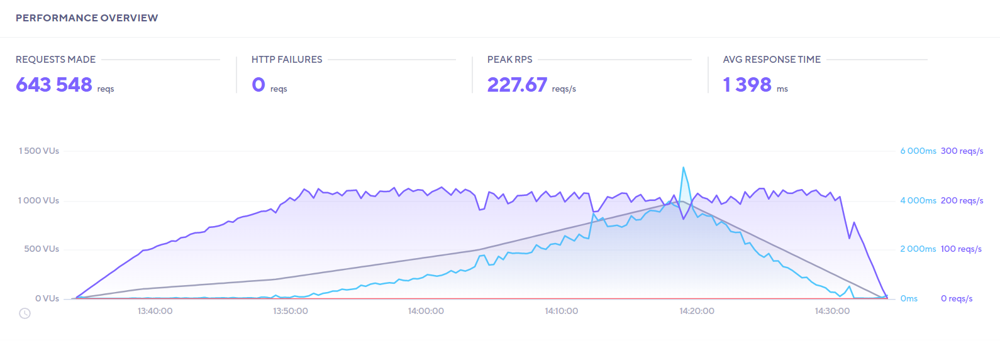 PERFORMANCE OVERVIEW
REQUESTS MADE
643 548 reqs
HTTP FAILURES
0 reqs
PEAK RPS
227.67 reqs/s
AVG RESPONSE TIME
1 398 ms
1 500 VUs
1 000 VUs
500 VUs
0 VUs
6 000ms 300 reqs/s
4 000ms 200 reqs/s
2 000ms 100 reqs/s
0ms 0 reqs/s
13:40:00 13:50:00 14:00:00 14:10:00 14:20:00 14:30:00